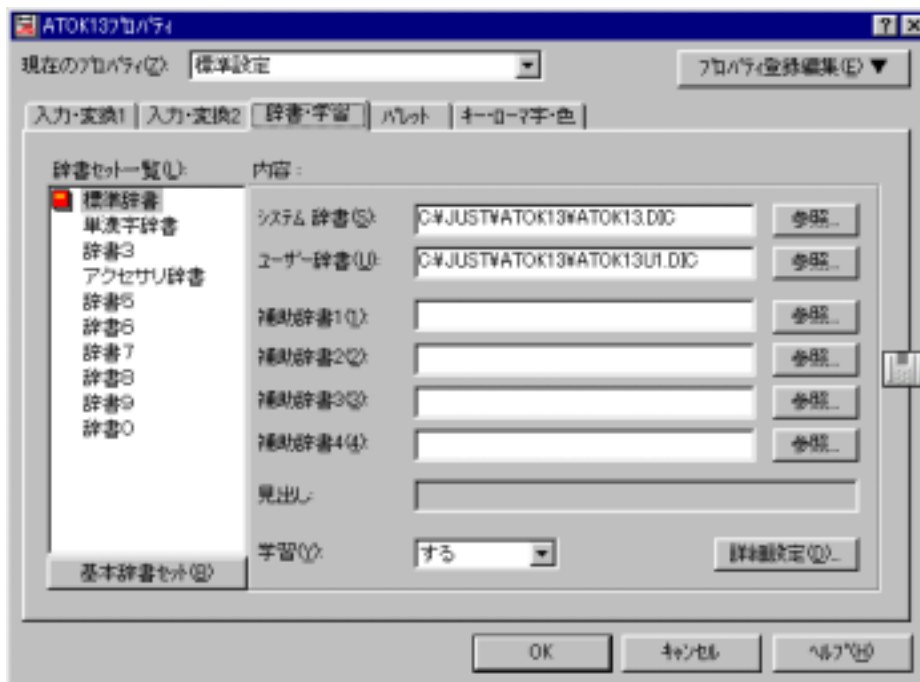 ATOK13ﾌﾟﾛﾊﾟﾃｨ
現在のﾌﾟﾛﾊﾟﾃｨ(Z): 標準設定 ﾌﾟﾛﾊﾟﾃｨ登録編集(E)▼
入力・変換1 入力・変換2 辞書・学習 ﾊﾟﾚｯﾄ キー・ローマ字・色
辞書ｾｯﾄ一覧(L):
標準辞書
単漢字辞書
辞書3
アクセサリ辞書
辞書5
辞書6
辞書7
辞書8
辞書9
辞書0
基本辞書ｾｯﾄ(B)
内容：
ｼｽﾃﾑ 辞書(S): C:¥JUST¥ATOK13¥ATOK13.DIC 参照...
ﾕｰｻﾞｰ辞書(U): C:¥JUST¥ATOK13¥ATOK13U1.DIC 参照...
補助辞書1(1): 参照...
補助辞書2(2): 参照...
補助辞書3(3): 参照...
補助辞書4(4): 参照...
見出し:
学習(Y): する 詳細設定(D)...
OK ｷｬﾝｾﾙ ﾍﾙﾌﾟ(H)